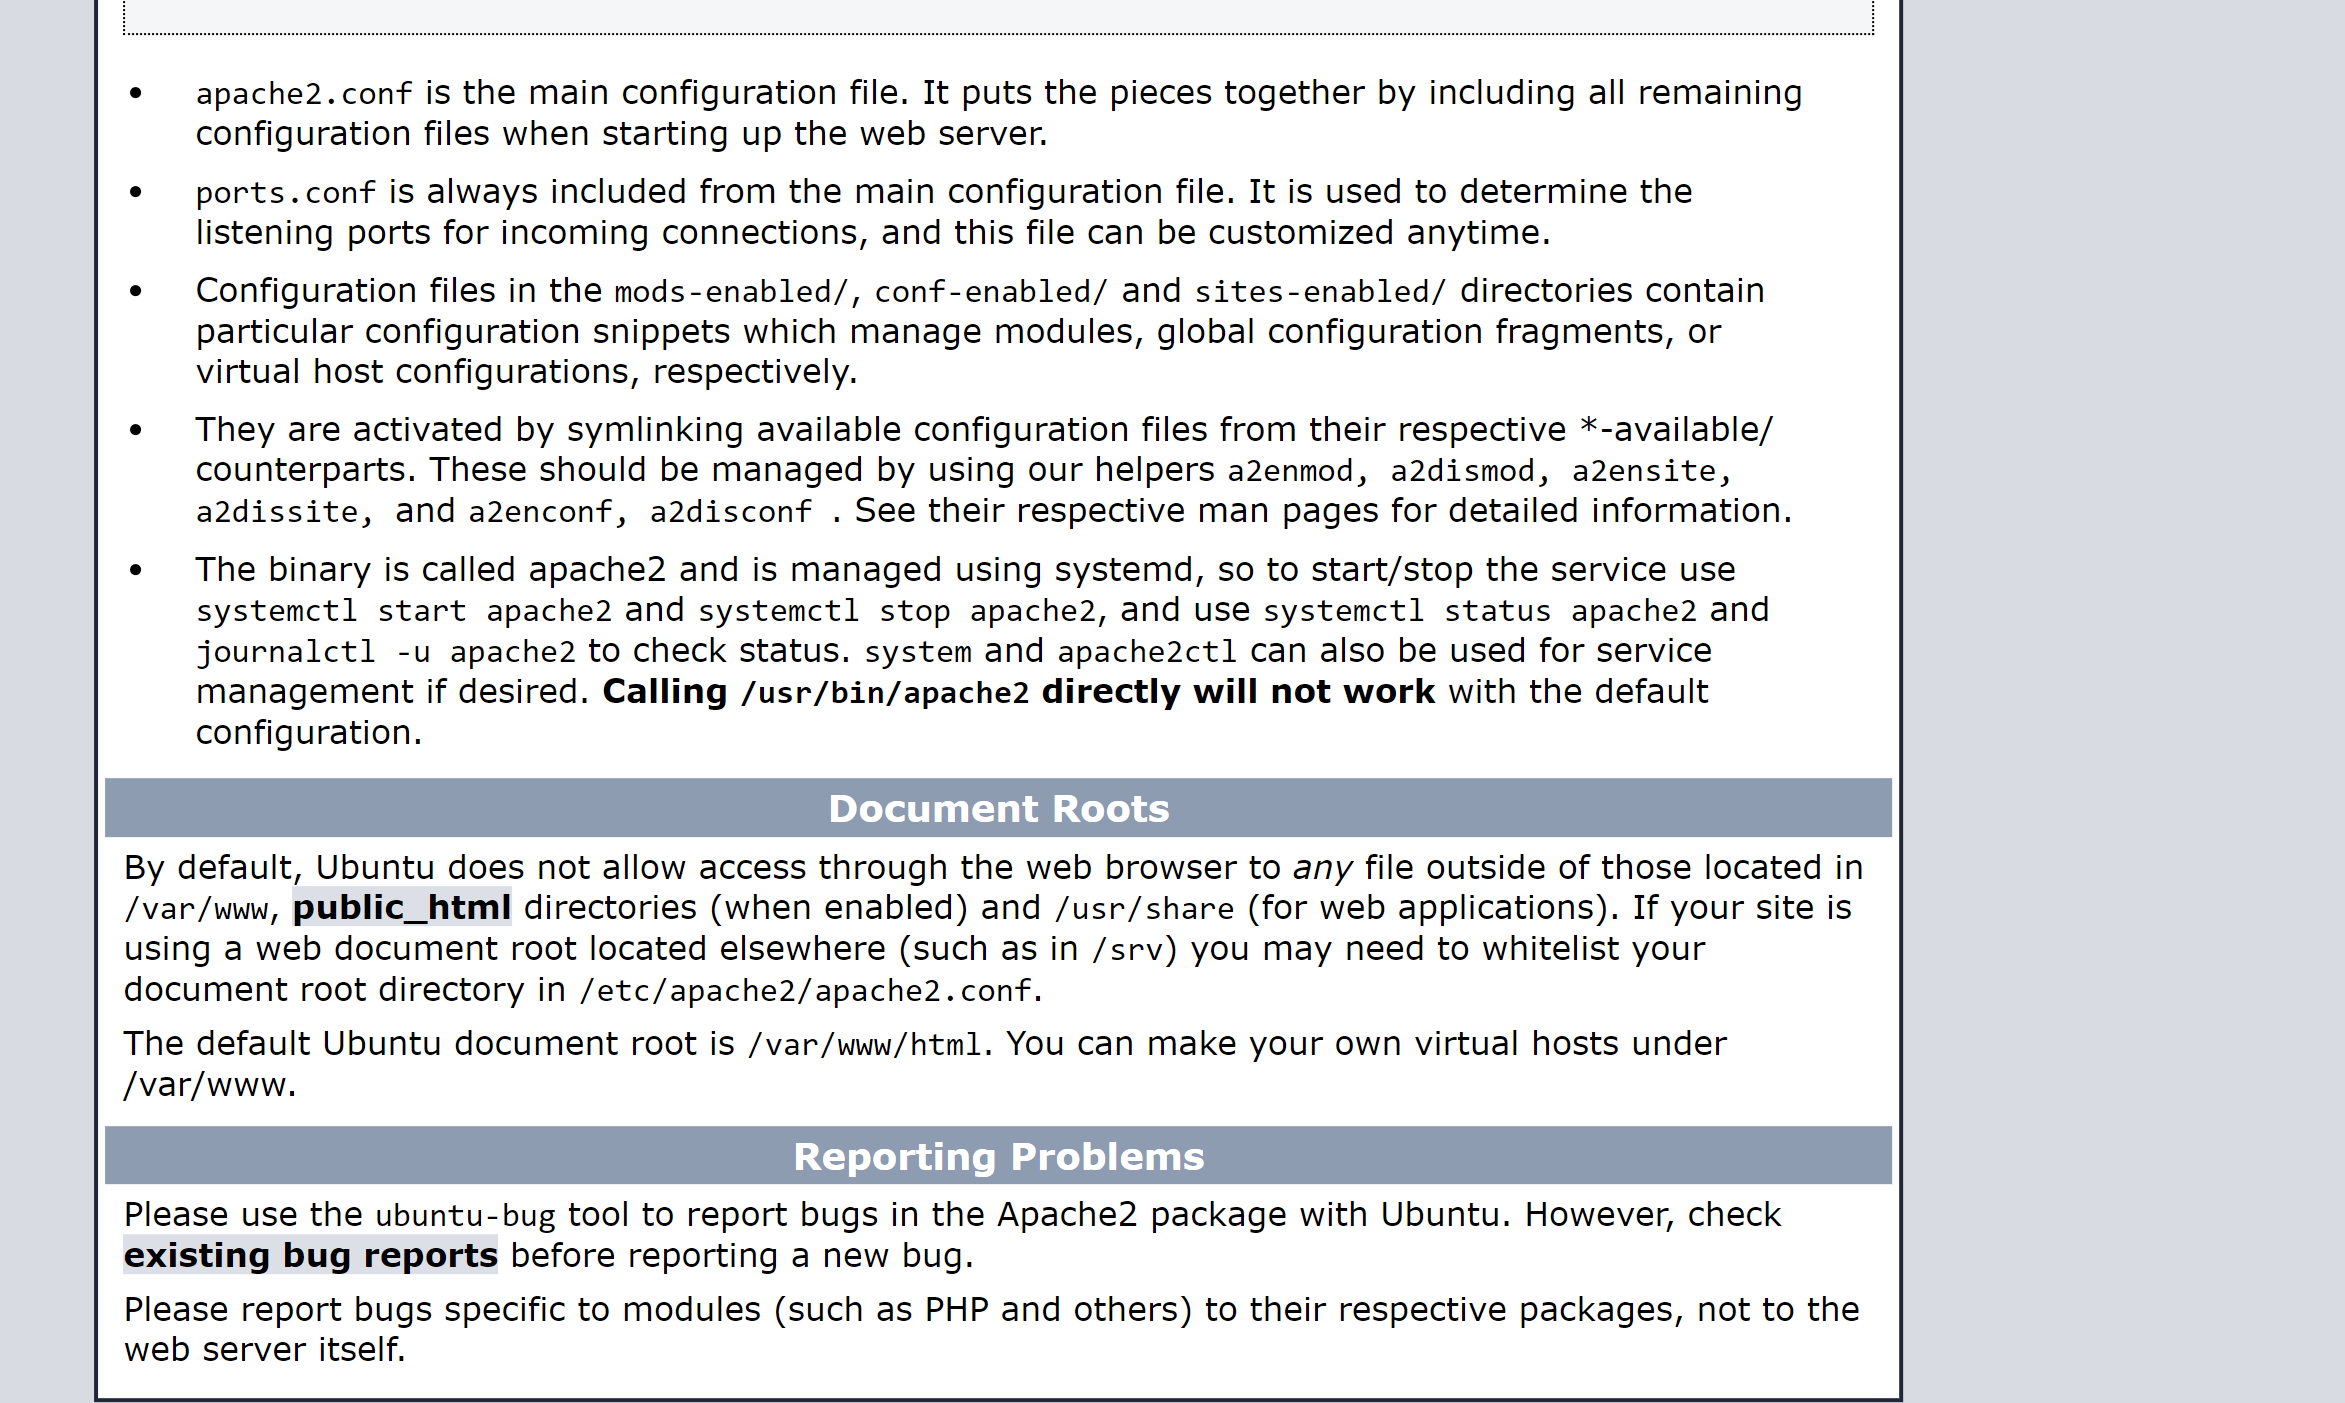 • apache2.conf is the main configuration file. It puts the pieces together by including all remaining
configuration files when starting up the web server.
• ports.conf is always included from the main configuration file. It is used to determine the
listening ports for incoming connections, and this file can be customized anytime.
• Configuration files in the mods-enabled/, conf-enabled/ and sites-enabled/ directories contain
particular configuration snippets which manage modules, global configuration fragments, or
virtual host configurations, respectively.
• They are activated by symlinking available configuration files from their respective *-available/
counterparts. These should be managed by using our helpers a2enmod, a2dismod, a2ensite,
a2dissite, and a2enconf, a2disconf . See their respective man pages for detailed information.
• The binary is called apache2 and is managed using systemd, so to start/stop the service use
systemctl start apache2 and systemctl stop apache2, and use systemctl status apache2 and
journalctl -u apache2 to check status. system and apache2ctl can also be used for service
management if desired. Calling /usr/bin/apache2 directly will not work with the default
configuration.
Document Roots
By default, Ubuntu does not allow access through the web browser to any file outside of those located in
/var/www, public_html directories (when enabled) and /usr/share (for web applications). If your site is
using a web document root located elsewhere (such as in /srv) you may need to whitelist your
document root directory in /etc/apache2/apache2.conf.
The default Ubuntu document root is /var/www/html. You can make your own virtual hosts under
/var/www.
Reporting Problems
Please use the ubuntu-bug tool to report bugs in the Apache2 package with Ubuntu. However, check
existing bug reports before reporting a new bug.
Please report bugs specific to modules (such as PHP and others) to their respective packages, not to the
web server itself.